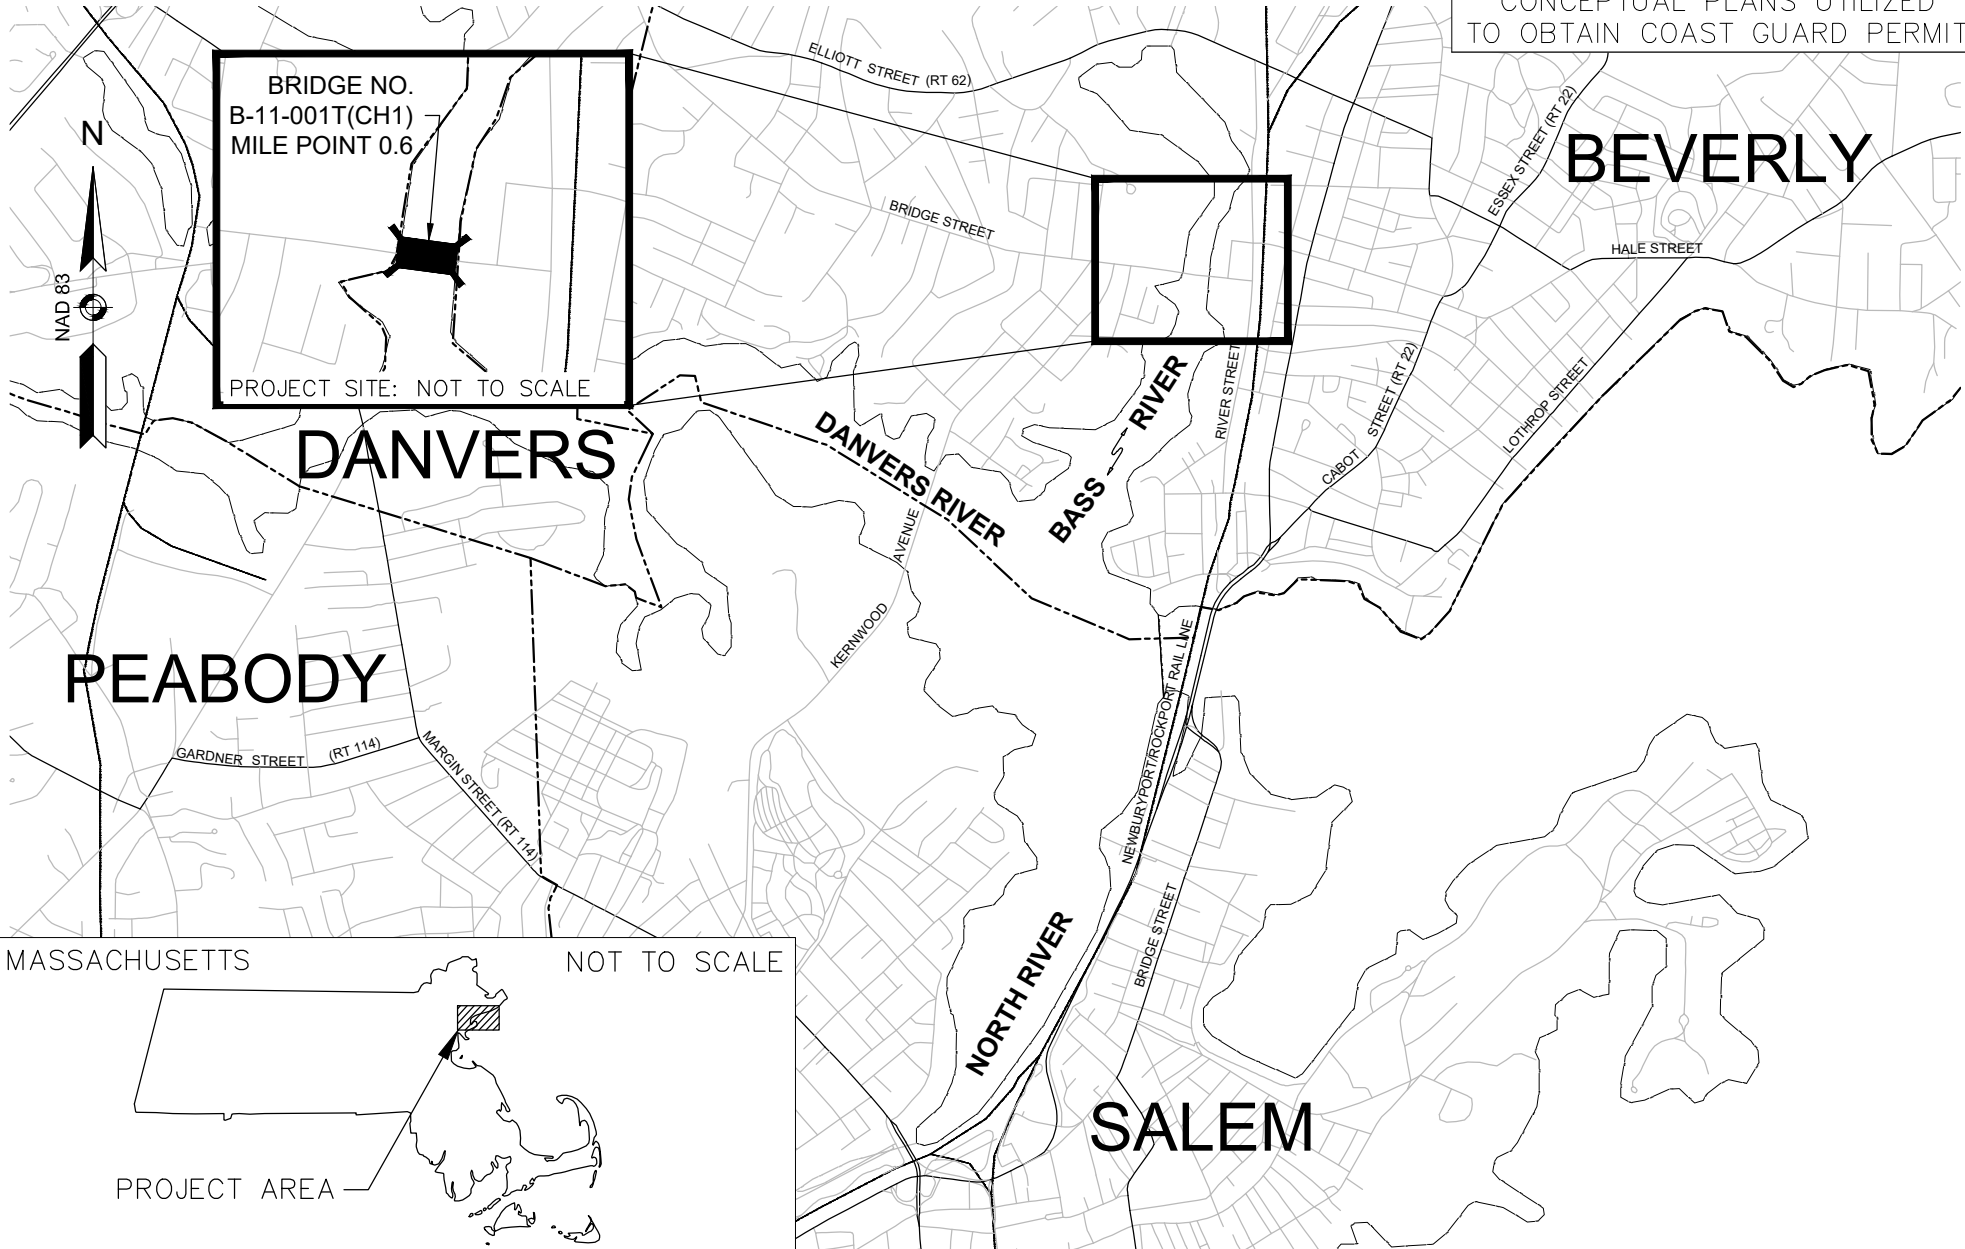 CONCEPTUAL PLANS UTILIZED
TO OBTAIN COAST GUARD PERMIT
BRIDGE NO.
B-11-001T(CH1)
MILE POINT 0.6
PROJECT SITE: NOT TO SCALE
N
NAD 83
ELLIOTT STREET (RT 62)
BRIDGE STREET
ESSEX STREET (RT 22)
BEVERLY
HALE STREET
LOTHROP STREET
CABOT STREET (RT 22)
RIVER STREET
BASS RIVER
DANVERS RIVER
DANVERS
KERNWOOD AVENUE
PEABODY
GARDNER STREET (RT 114)
MARGIN STREET (RT 114)
NEWBURYPORT/ROCKPORT RAIL LINE
BRIDGE STREET
NORTH RIVER
SALEM
MASSACHUSETTS
NOT TO SCALE
PROJECT AREA